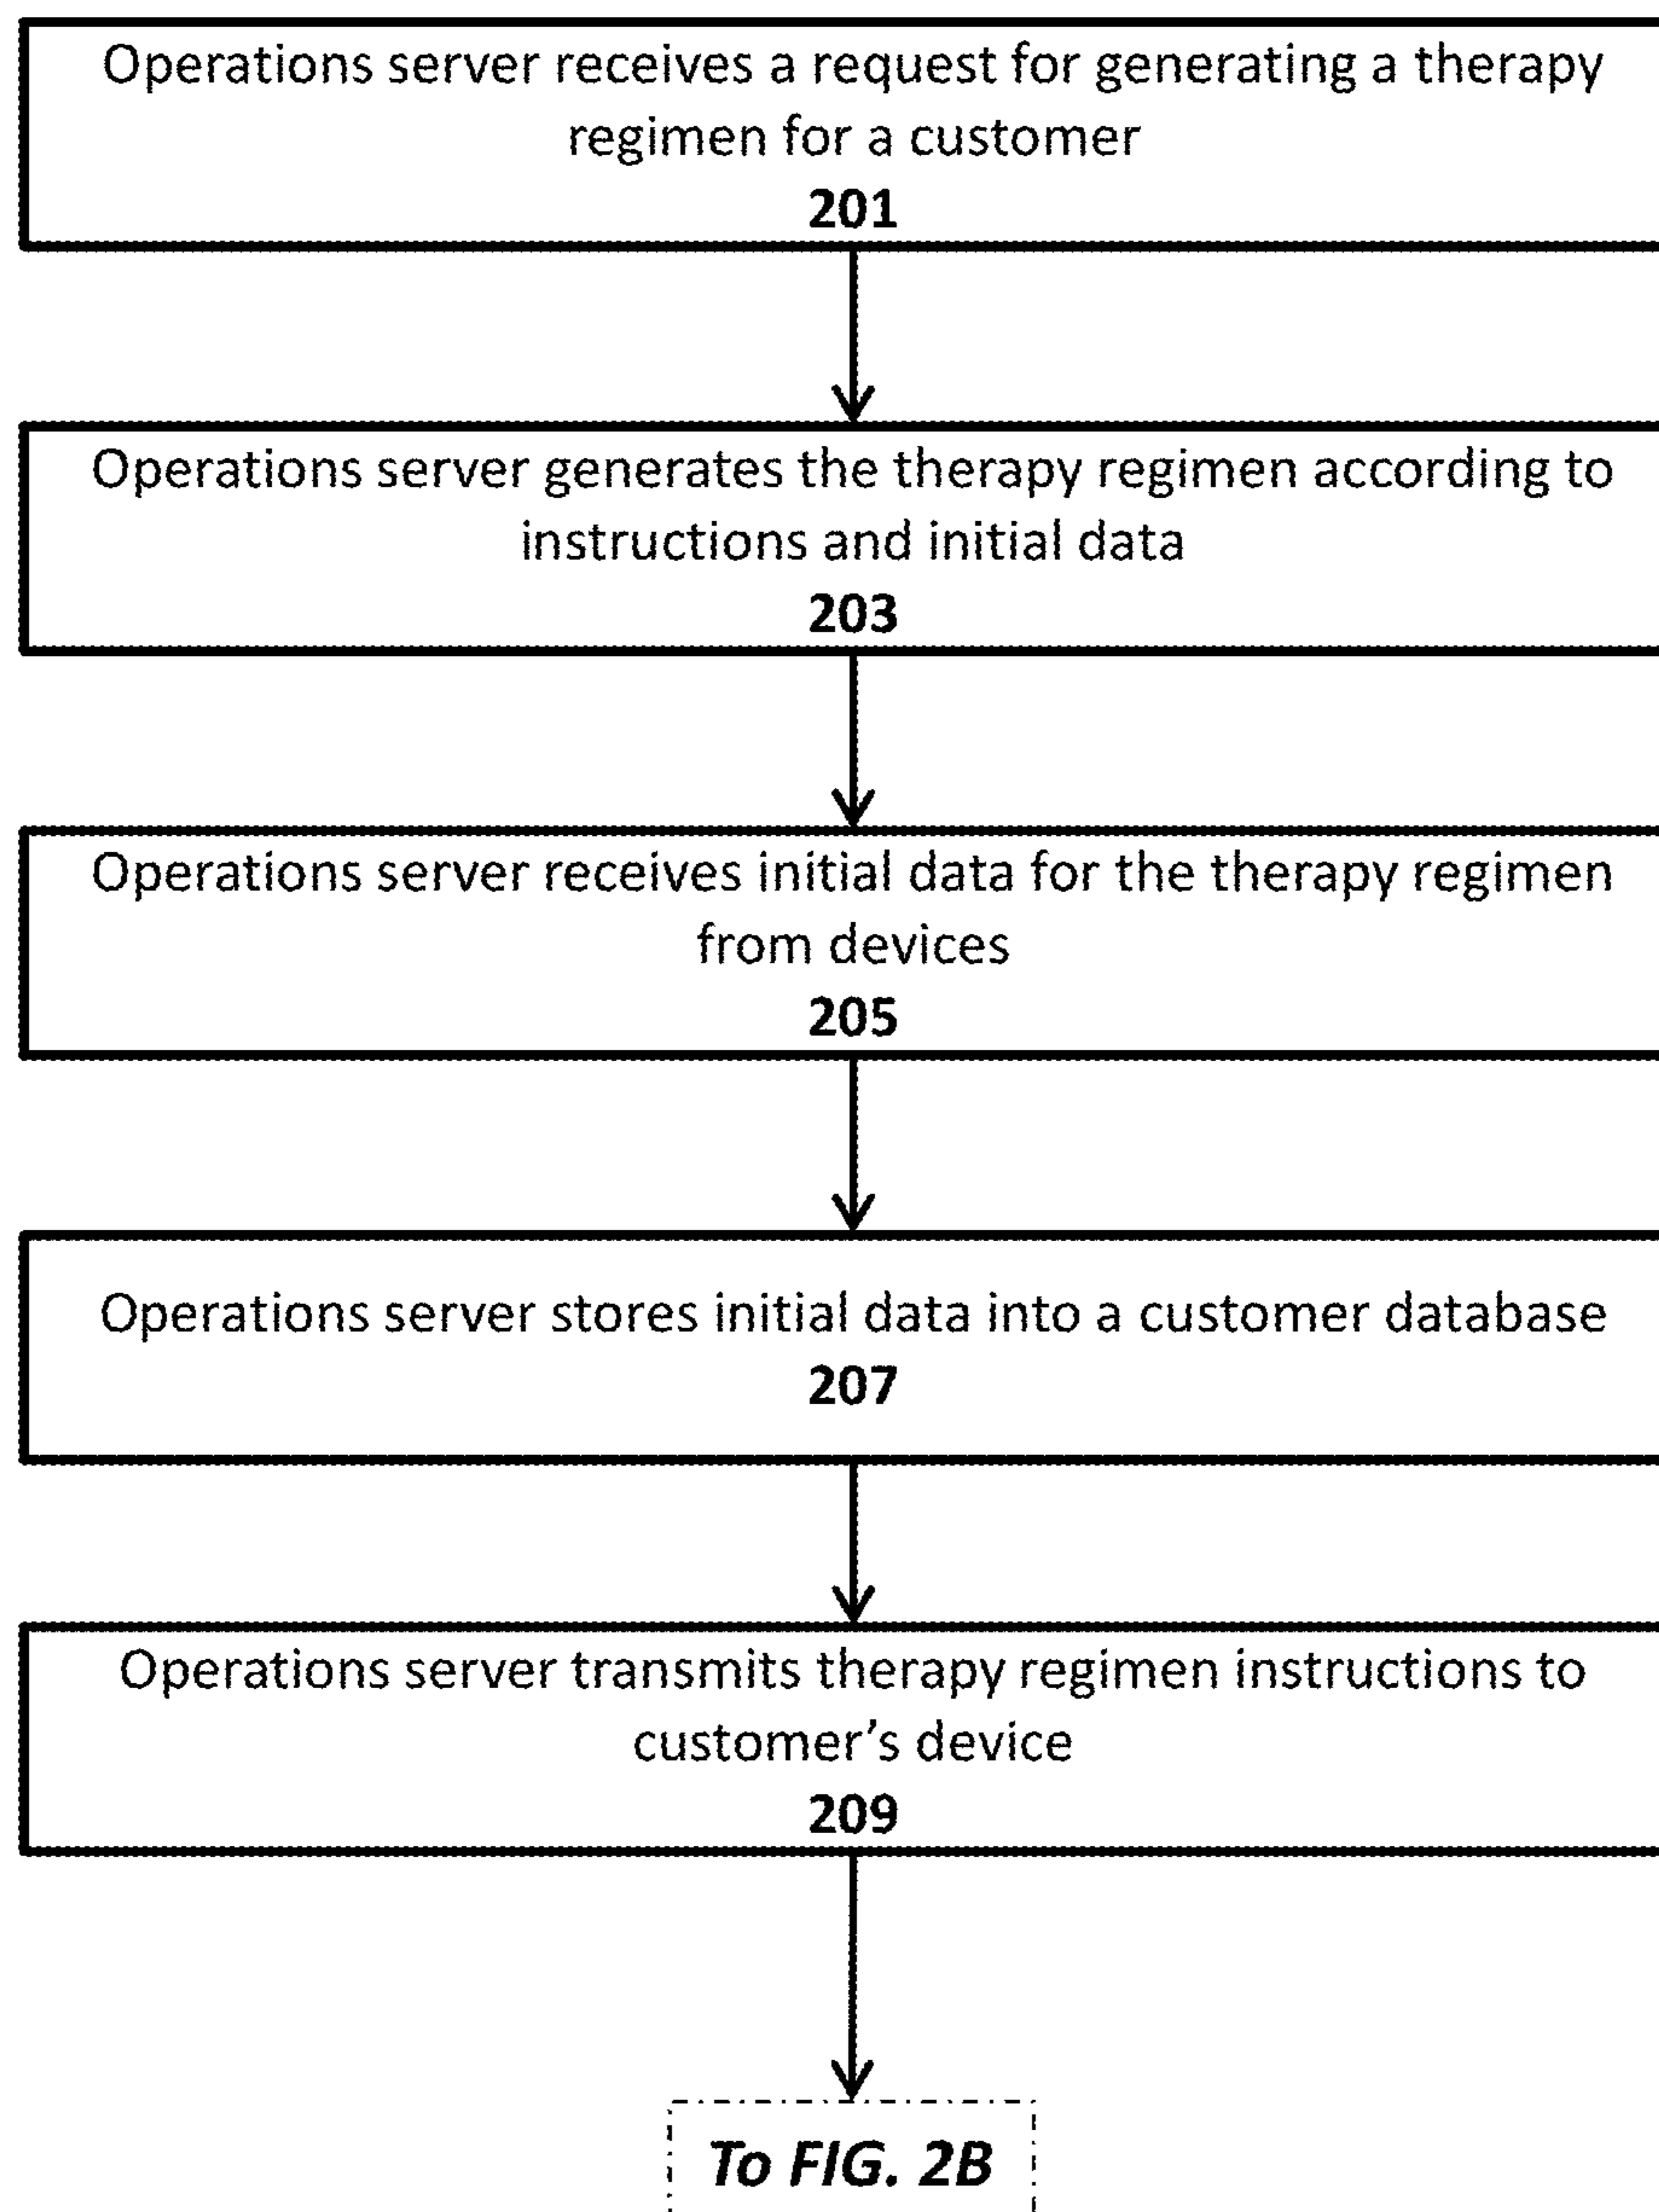 Operations server receives a request for generating a therapy
regimen for a customer
201
Operations server generates the therapy regimen according to
instructions and initial data
203
Operations server receives initial data for the therapy regimen
from devices
205
Operations server stores initial data into a customer database
207
Operations server transmits therapy regimen instructions to
customer’s device
209
To FIG. 2B